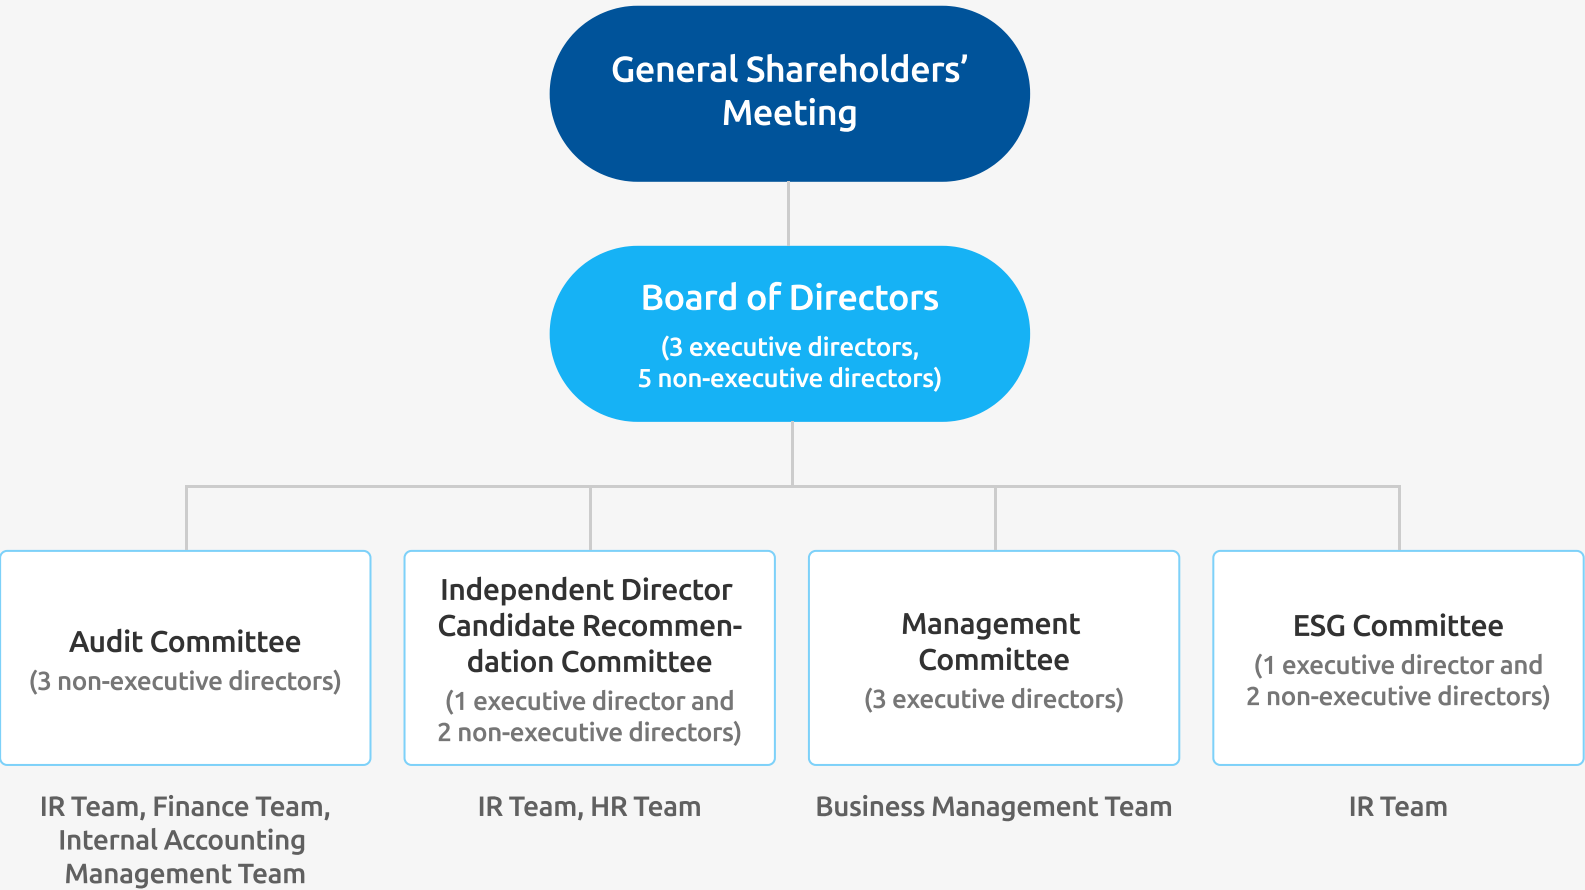 General Shareholders’
Meeting
Board of Directors
(3 executive directors,
5 non-executive directors)
Audit Committee
(3 non-executive directors)
Independent Director
Candidate Recommen-
dation Committee
(1 executive director and
2 non-executive directors)
Management
Committee
(3 executive directors)
ESG Committee
(1 executive director and
2 non-executive directors)
IR Team, Finance Team,
Internal Accounting
Management Team
IR Team, HR Team
Business Management Team
IR Team